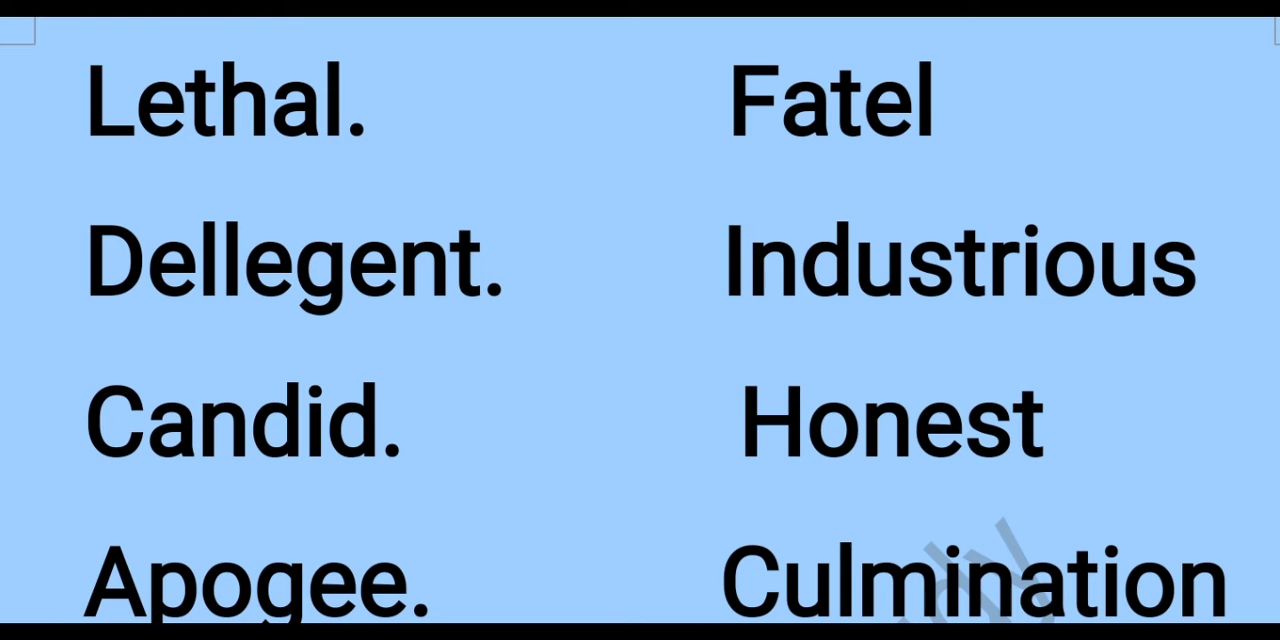 Lethal. Fatel
Dellegent. Industrious
Candid. Honest
Apogee. Culmination